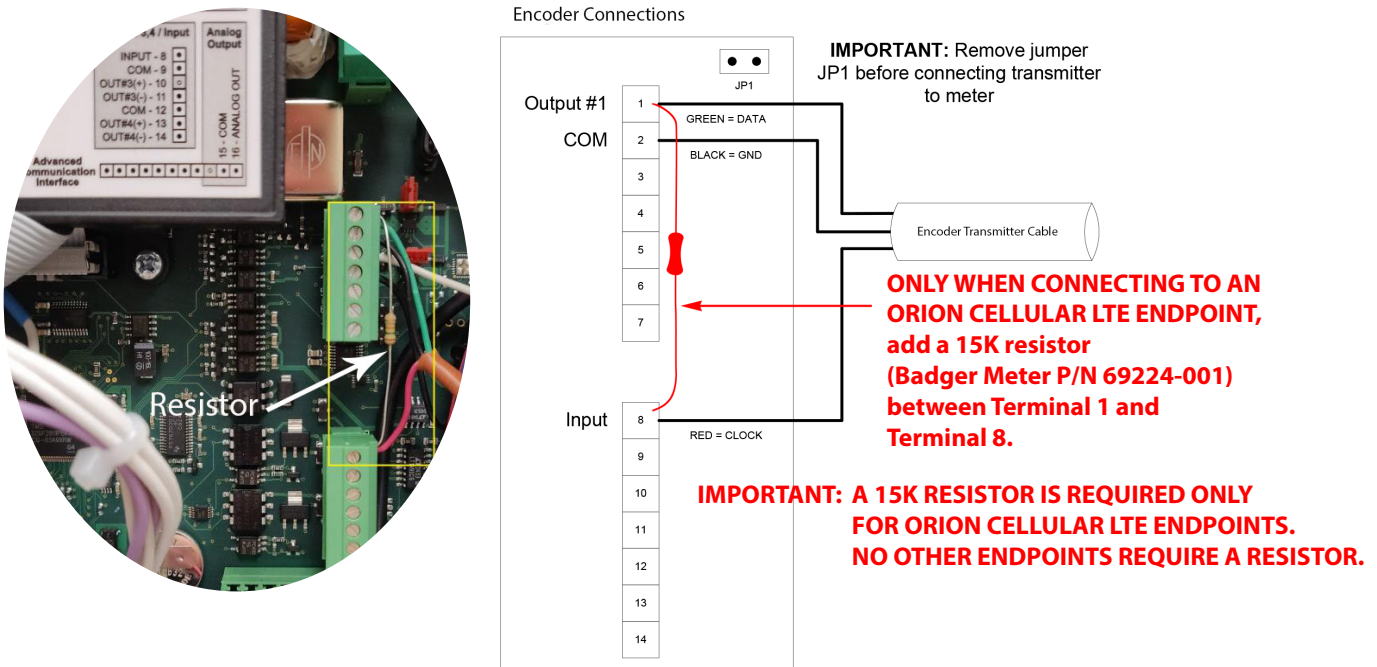 3,4 / Input
Analog
Output
INPUT - 8
COM - 9
OUT#3(+) - 10
OUT#3(-) - 11
COM - 12
OUT#4(+) - 13
OUT#4(-) - 14
15 - COM
16 - ANALOG OUT
Advanced
ommunication
Interface
Resistor
Encoder Connections
JP1
IMPORTANT: Remove jumper
JP1 before connecting transmitter
to meter
Output #1
1
GREEN = DATA
COM
2
BLACK = GND
3
4
5
6
7
Encoder Transmitter Cable
ONLY WHEN CONNECTING TO AN
ORION CELLULAR LTE ENDPOINT,
add a 15K resistor
(Badger Meter P/N 69224-001)
between Terminal 1 and
Terminal 8.
Input
8
RED = CLOCK
9
10
11
12
13
14
IMPORTANT: A 15K RESISTOR IS REQUIRED ONLY
FOR ORION CELLULAR LTE ENDPOINTS.
NO OTHER ENDPOINTS REQUIRE A RESISTOR.